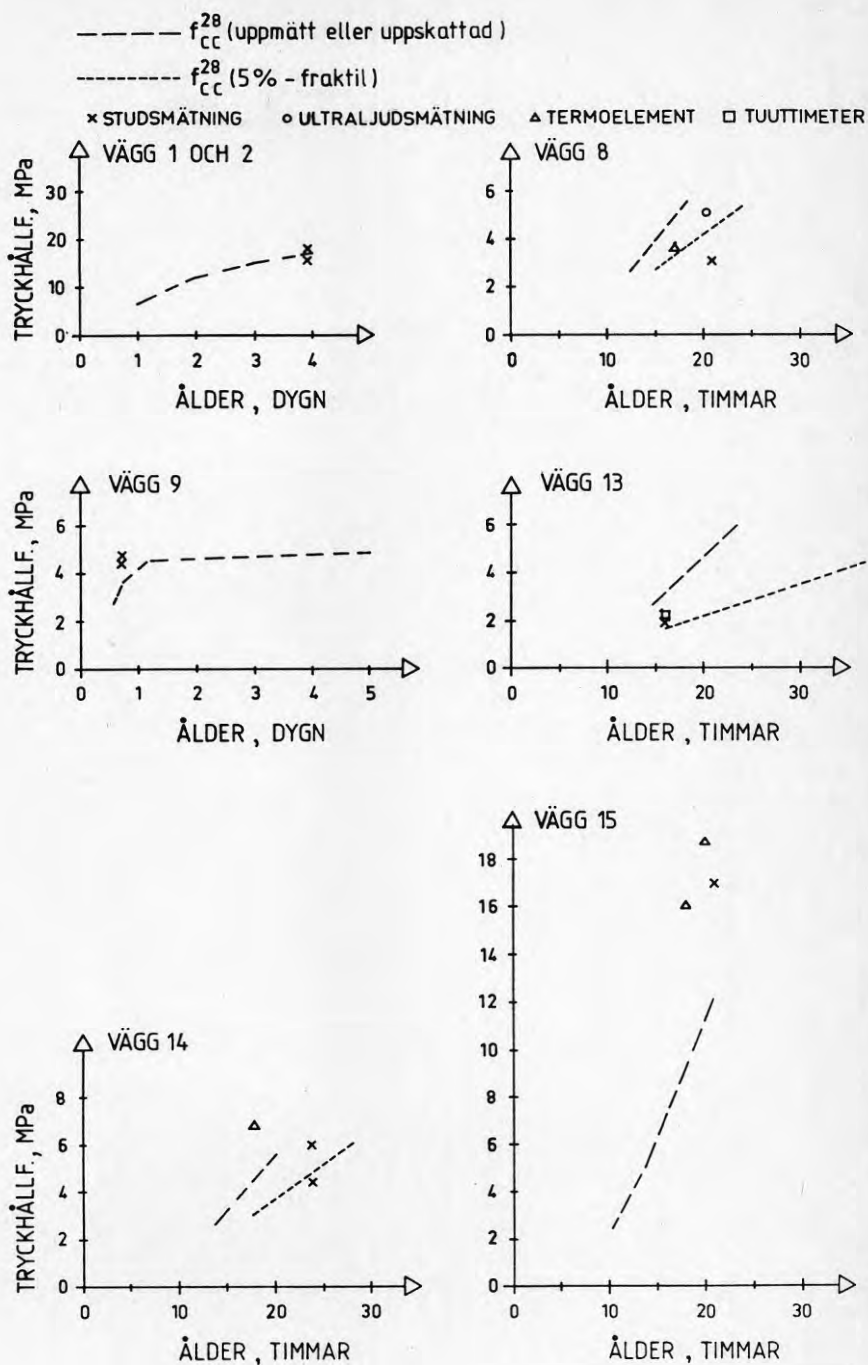 f28cc (uppmätt eller uppskattad)
f28cc (5% - fraktil)
× STUDSMÄTNING ○ ULTRALJUDSMÄTNING △ TERMOELEMENT □ TUUTTIMETER
VÄGG 1 OCH 2
TRYCKHÅLLF., MPa
30
20
10
0
0 1 2 3 4
ÅLDER, DYGN
VÄGG 8
6
4
2
0
0 10 20 30
ÅLDER, TIMMAR
VÄGG 9
TRYCKHÅLLF., MPa
6
4
2
0
0 1 2 3 4 5
ÅLDER, DYGN
VÄGG 13
6
4
2
0
0 10 20 30
ÅLDER, TIMMAR
VÄGG 14
TRYCKHÅLLF., MPa
8
6
4
2
0
0 10 20 30
ÅLDER, TIMMAR
VÄGG 15
18
16
14
12
10
8
6
4
2
0
0 10 20 30
ÅLDER, TIMMAR